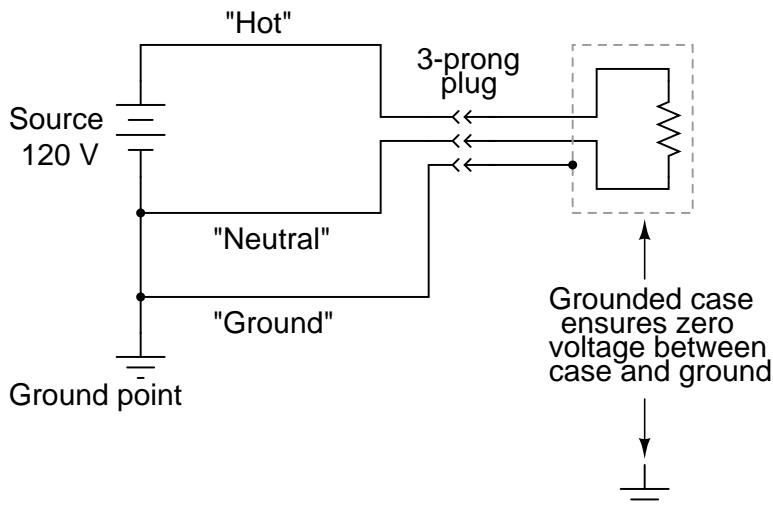 "Hot"
3-prong
plug
Source
120 V
"Neutral"
"Ground"
Ground point
Grounded case
ensures zero
voltage between
case and ground